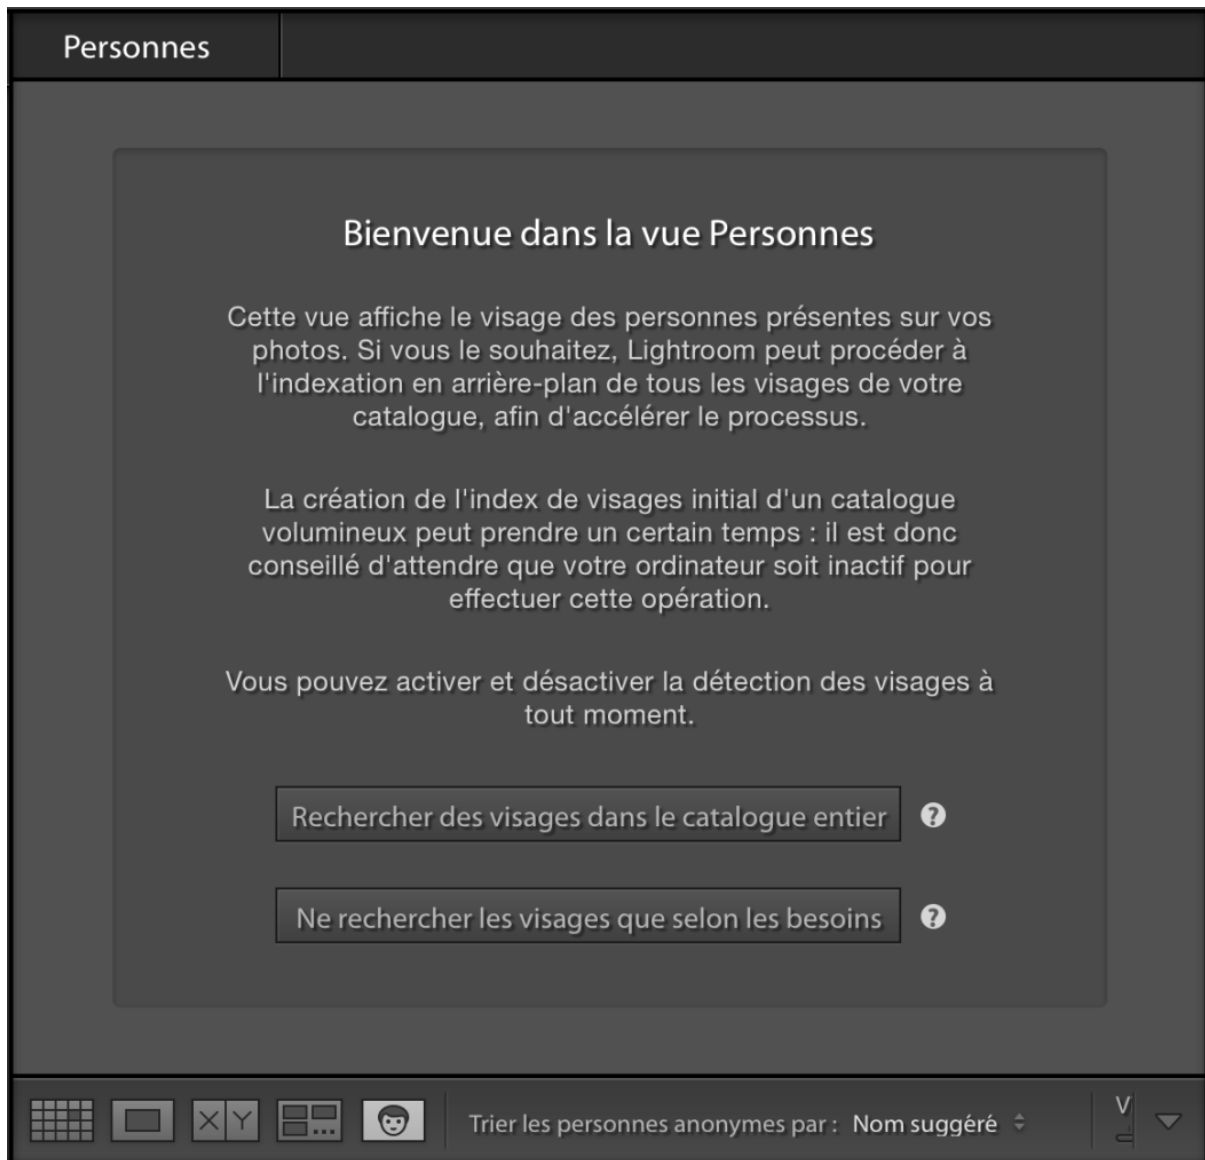 Personnes
Bienvenue dans la vue Personnes
Cette vue affiche le visage des personnes présentes sur vos
photos. Si vous le souhaitez, Lightroom peut procéder à
l'indexation en arrière-plan de tous les visages de votre
catalogue, afin d'accélérer le processus.
La création de l'index de visages initial d'un catalogue
volumineux peut prendre un certain temps : il est donc
conseillé d'attendre que votre ordinateur soit inactif pour
effectuer cette opération.
Vous pouvez activer et désactiver la détection des visages à
tout moment.
Rechercher des visages dans le catalogue entier ?
Ne rechercher les visages que selon les besoins ?
X Y Trier les personnes anonymes par : Nom suggéré V